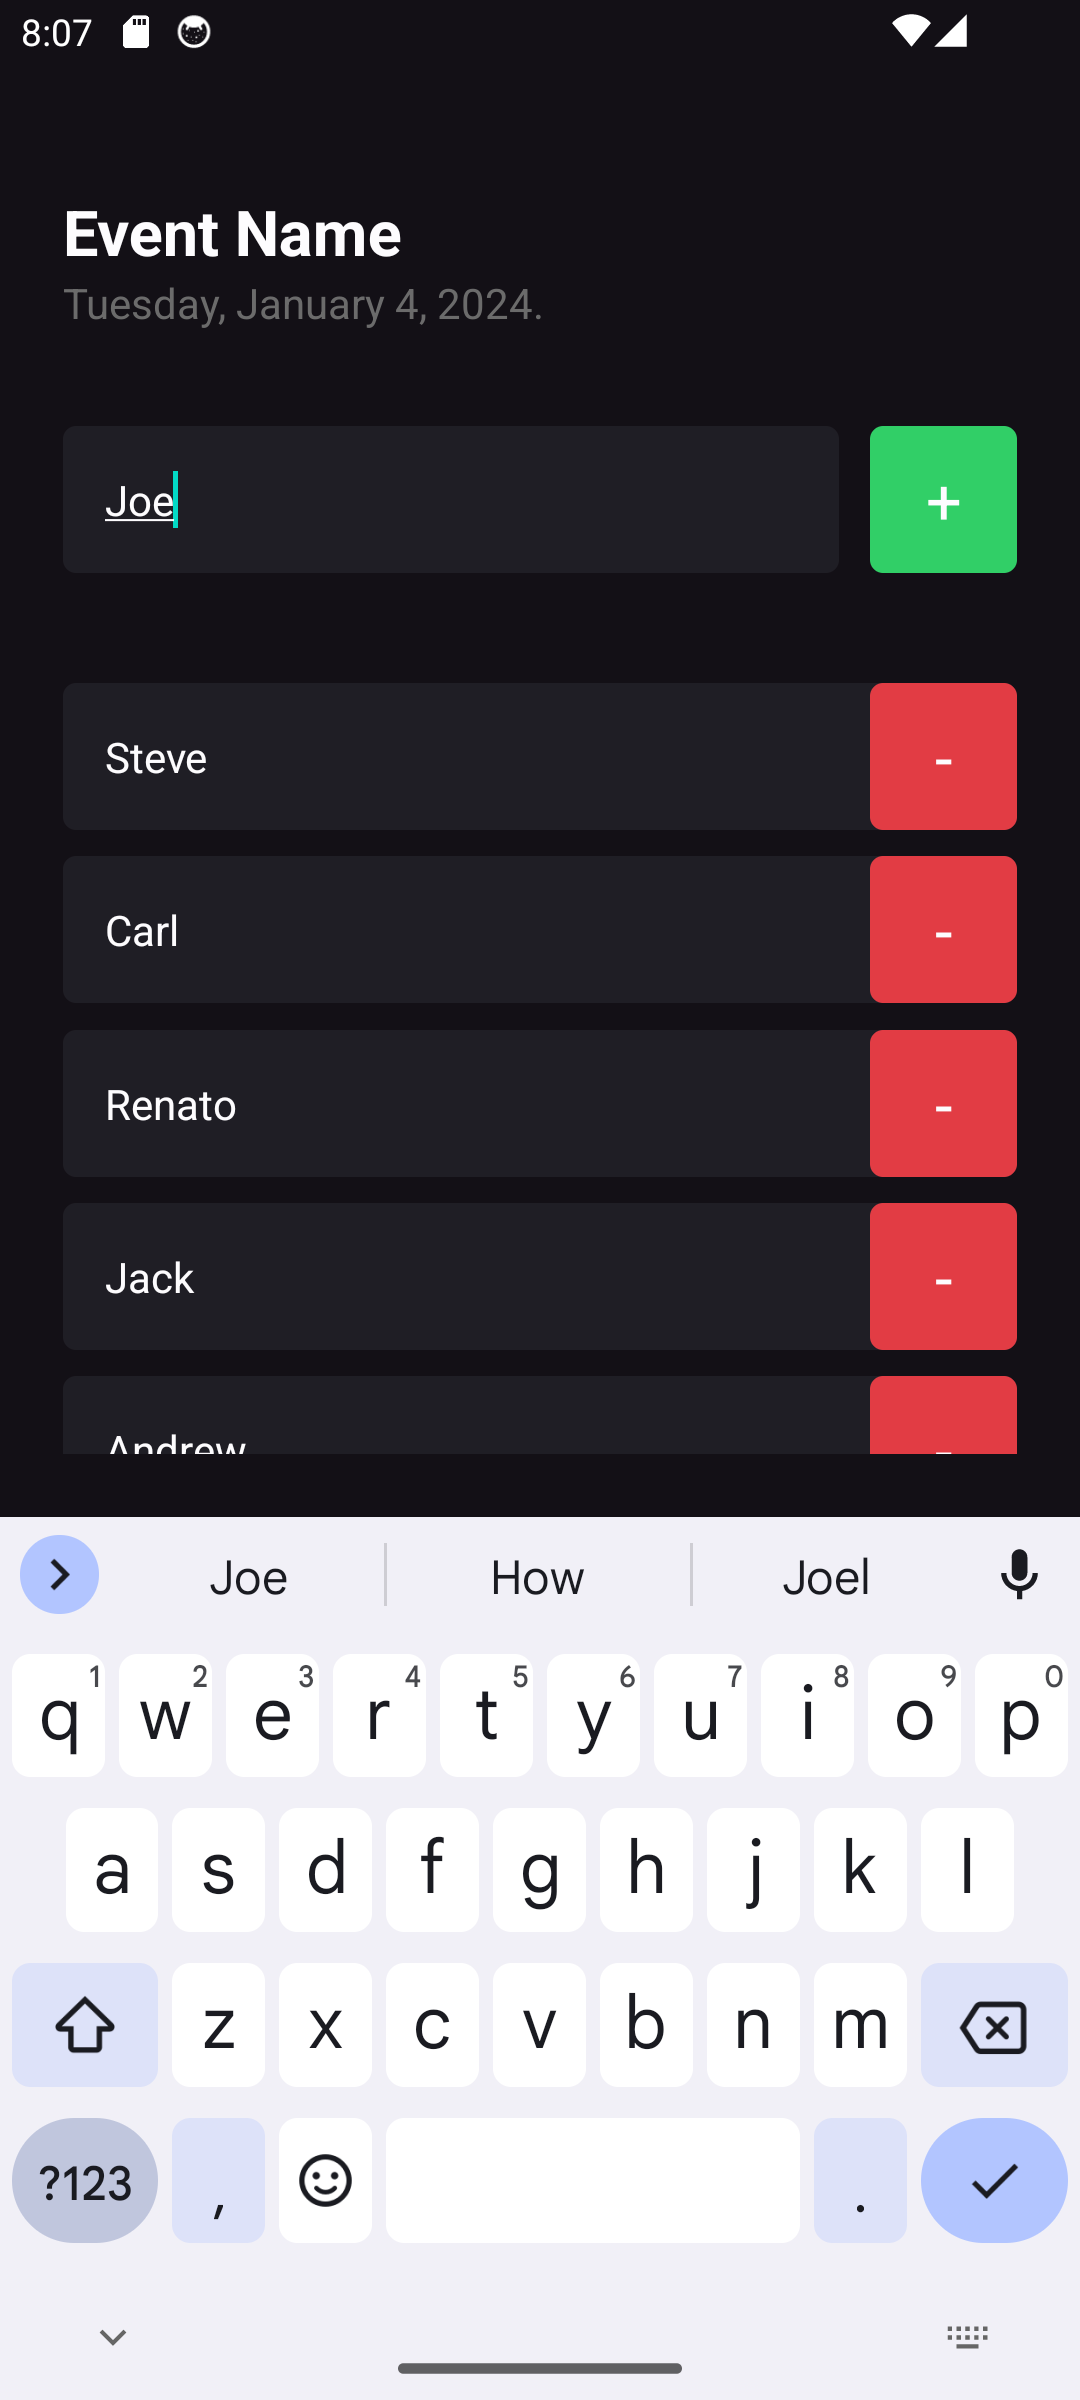 8:07
Event Name
Tuesday, January 4, 2024.
Joe
+
Steve
-
Carl
-
Renato
-
Jack
-
Andrew
-
Joe How Joel
q 1 w 2 e 3 r 4 t 5 y 6 u 7 i 8 o 9 p 0
a s d f g h j k l
z x c v b n m
?123 , .